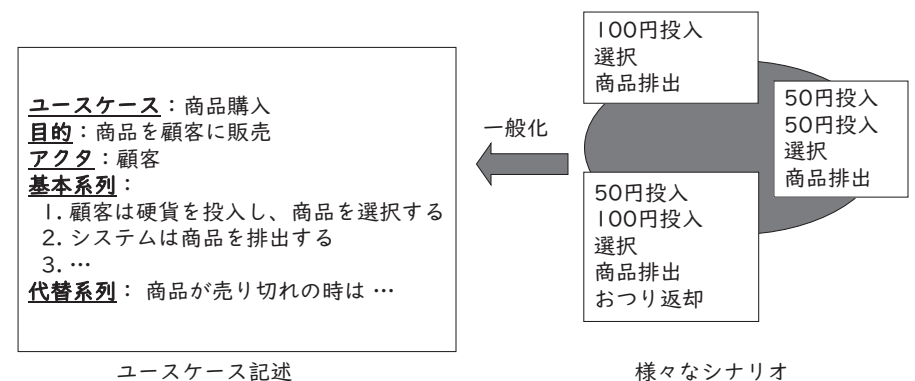 ユースケース：商品購入
目的：商品を顧客に販売
アクタ：顧客
基本系列：
1. 顧客は硬貨を投入し、商品を選択する
2. システムは商品を排出する
3. …
代替系列： 商品が売り切れの時は …
ユースケース記述
一般化
100円投入
選択
商品排出
50円投入
50円投入
選択
商品排出
50円投入
100円投入
選択
商品排出
おつり返却
様々なシナリオ